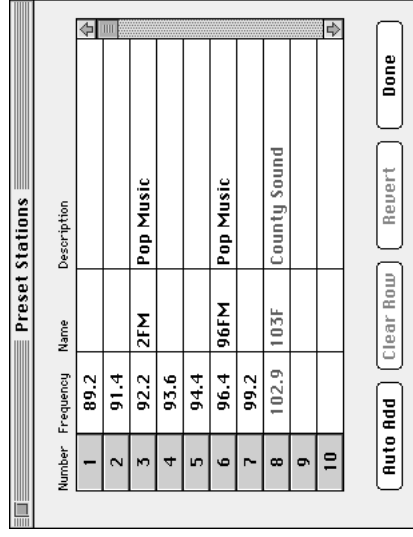 Preset Stations
Number Frequency Name Description
1 89.2
2 91.4
3 92.2 2FM Pop Music
4 93.6
5 94.4
6 96.4 96FM Pop Music
7 99.2
8 102.9 103F County Sound
9
10
Auto Add Clear Row Revert Done